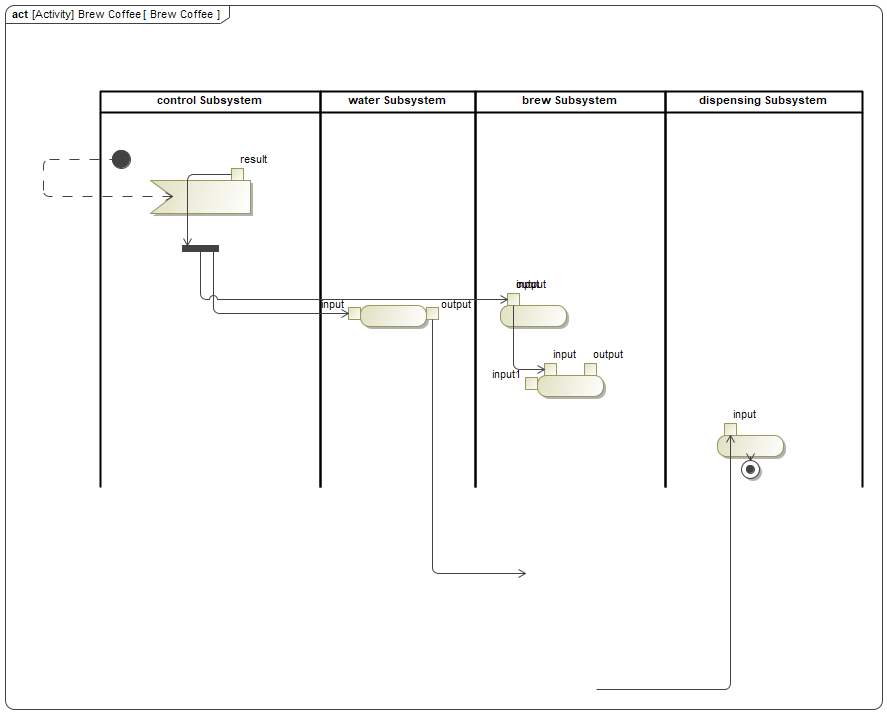 act [Activity] Brew Coffee[ Brew Coffee ]
control Subsystem
water Subsystem
brew Subsystem
dispensing Subsystem
result
input
output
input
input
output
input1
input